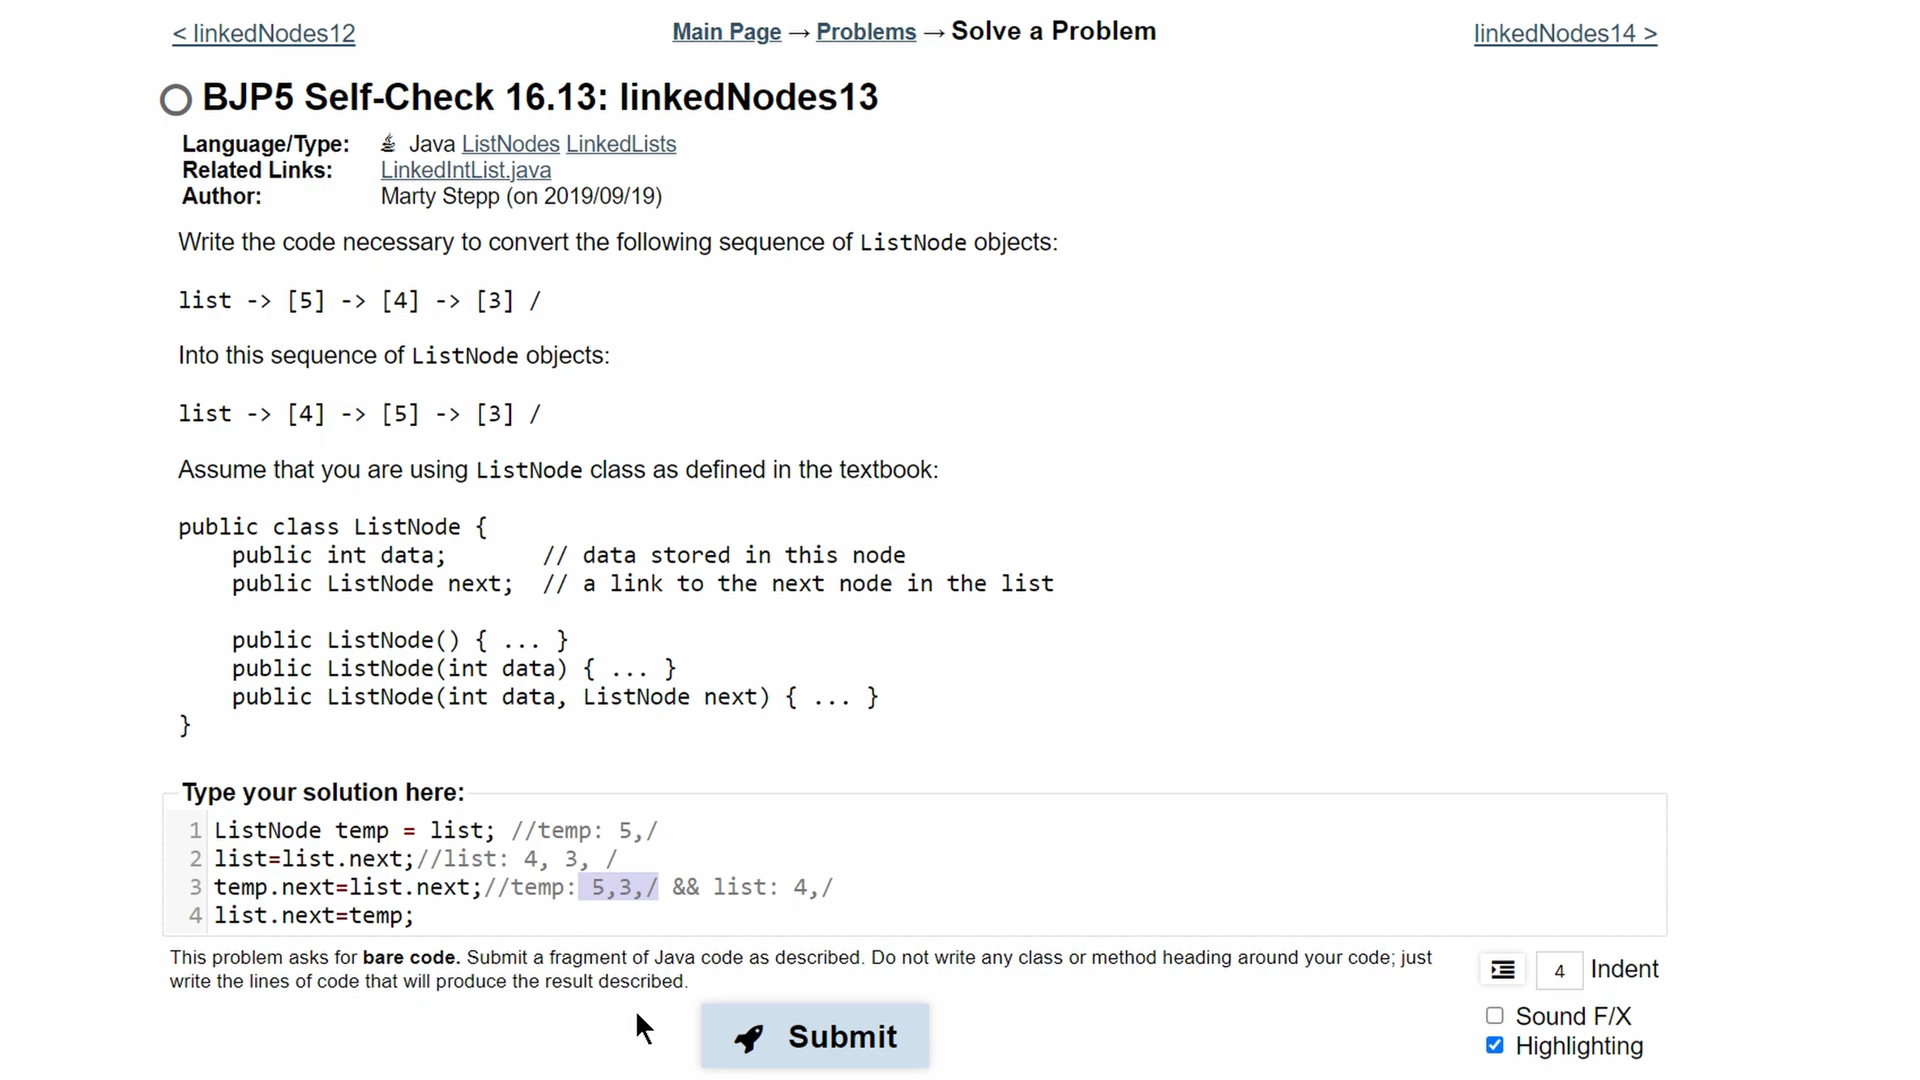 < linkedNodes12 Main Page → Problems → Solve a Problem linkedNodes14 >
BJP5 Self-Check 16.13: linkedNodes13
Language/Type: Java ListNodes LinkedLists
Related Links: LinkedIntList.java
Author: Marty Stepp (on 2019/09/19)
Write the code necessary to convert the following sequence of ListNode objects:
list -> [5] -> [4] -> [3] /
Into this sequence of ListNode objects:
list -> [4] -> [5] -> [3] /
Assume that you are using ListNode class as defined in the textbook:
public class ListNode {
    public int data;       // data stored in this node
    public ListNode next;  // a link to the next node in the list
    public ListNode() { ... }
    public ListNode(int data) { ... }
    public ListNode(int data, ListNode next) { ... }
}
Type your solution here:
1 ListNode temp = list; //temp: 5,/
2 list=list.next;//list: 4, 3, /
3 temp.next=list.next;//temp: 5,3,/ && list: 4,/
4 list.next=temp;
This problem asks for bare code. Submit a fragment of Java code as described. Do not write any class or method heading around your code; just
write the lines of code that will produce the result described.
4 Indent
Sound F/X
Submit
Highlighting